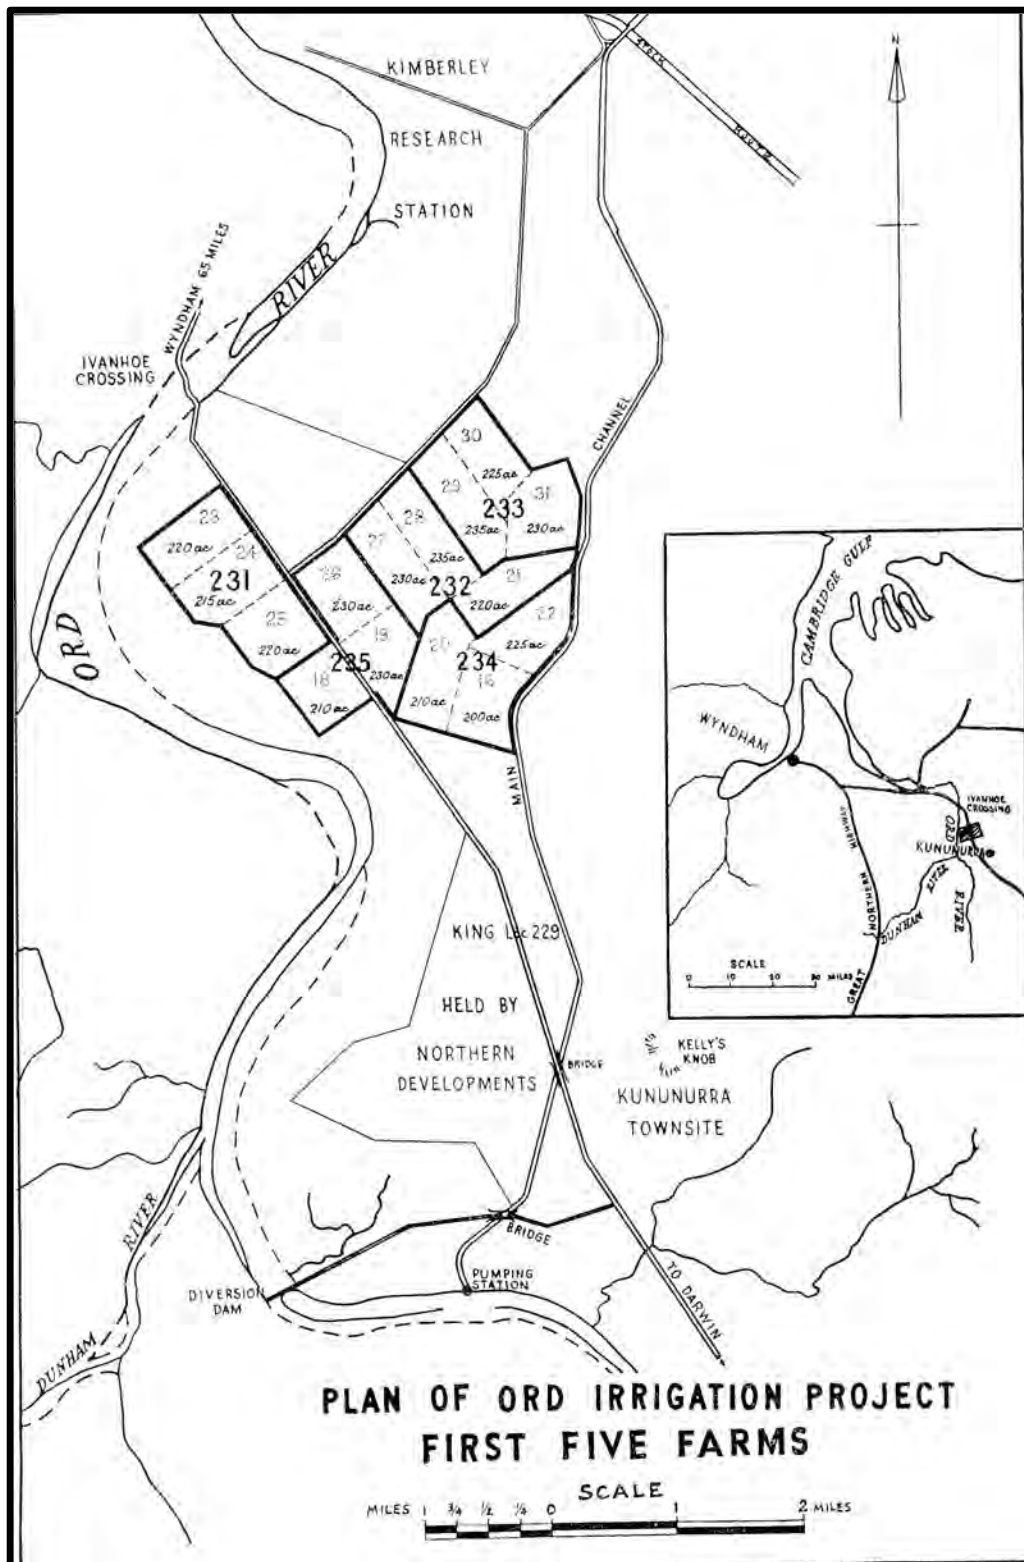 KIMBERLEY
RESEARCH
STATION
STOCK
ROUTE
N
WYNDHAM 65 MILES
RIVER
IVANHOE
CROSSING
CHANNEL
30
225ac
29
31
233
235ac
230ac
28
27
235ac
21
230ac
232
220ac
22
225ac
23
220ac
24
231
215ac
25
220ac
26
230ac
19
235
230ac
18
210ac
20
234
16
210ac
200ac
ORD
MAIN
CAMBRIDGE GULF
WYNDHAM
IVANHOE
CROSSING
ORD
RIVER
KUNUNURRA
DUNHAM RIVER
GREAT NORTHERN HIGHWAY
SCALE
0 10 20 30 MILES
KING Loc 229
HELD BY
NORTHERN
DEVELOPMENTS
BRIDGE
KELLY'S
KNOB
KUNUNURRA
TOWNSITE
DUNHAM RIVER
DIVERSION
DAM
BRIDGE
PUMPING
STATION
TO DARWIN
PLAN OF ORD IRRIGATION PROJECT
FIRST FIVE FARMS
SCALE
MILES 1 3/4 1/2 1/4 0 1 2 MILES